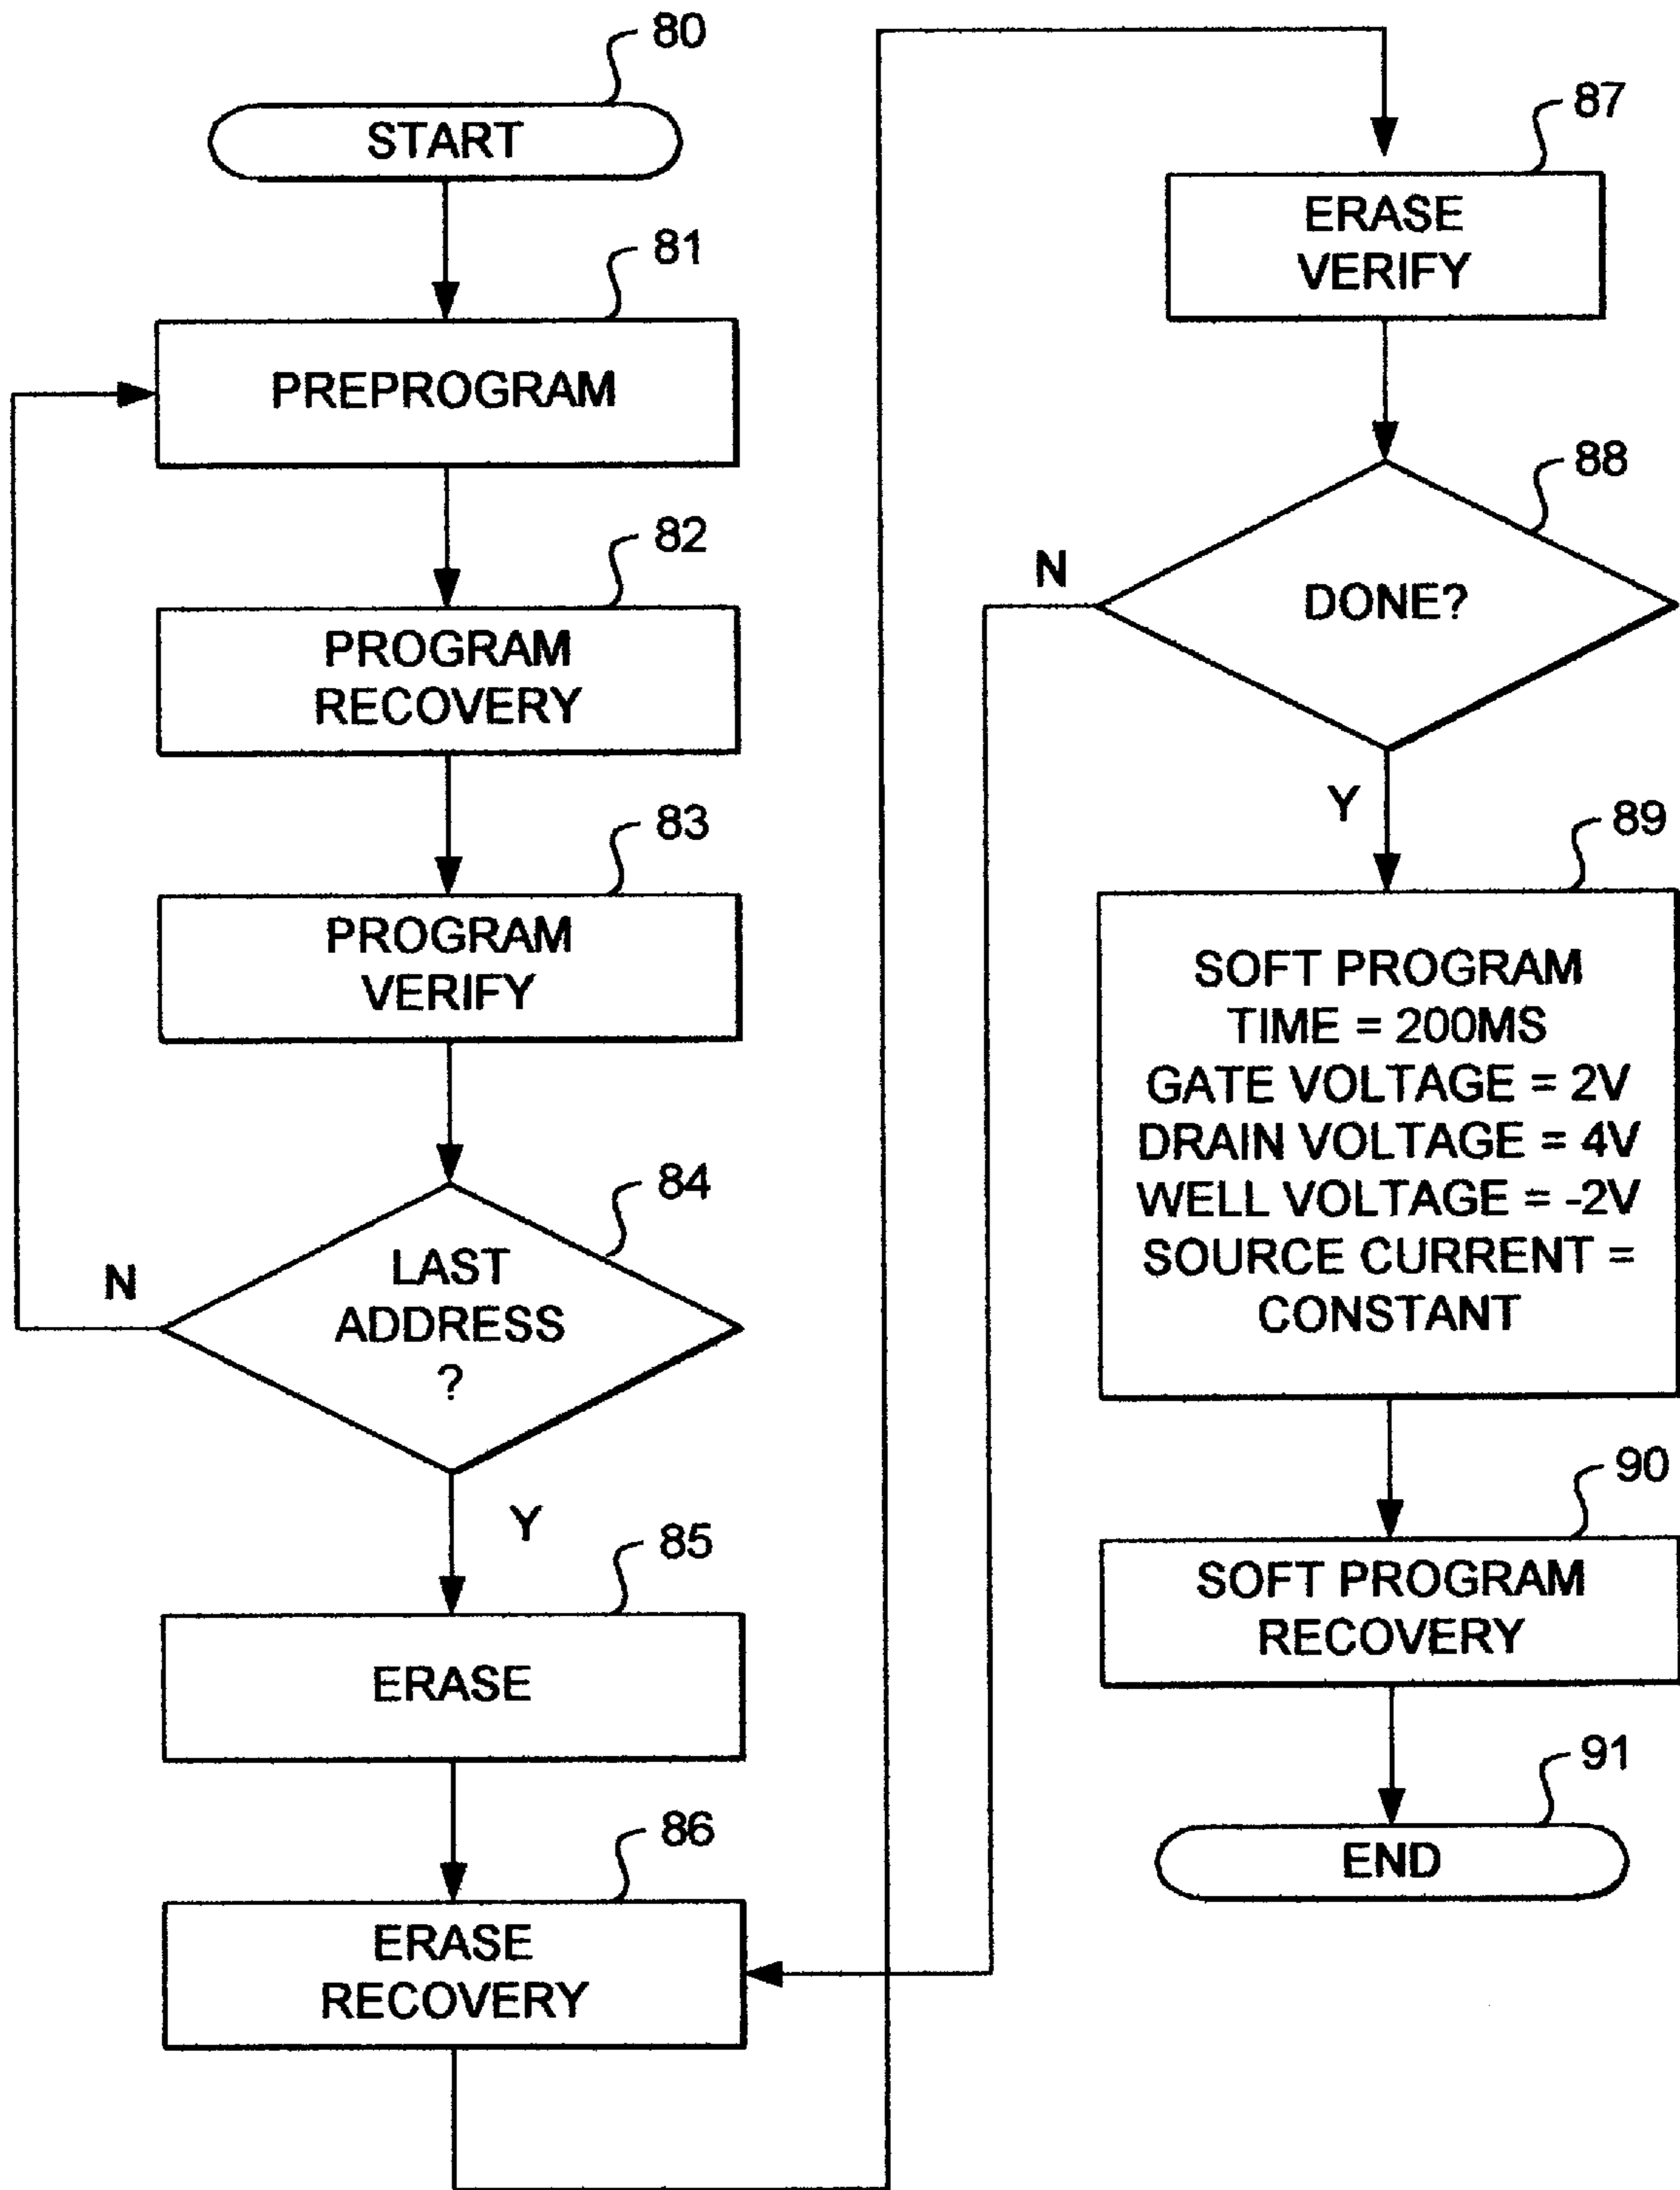 80
START
81
PREPROGRAM
82
PROGRAM
RECOVERY
83
PROGRAM
VERIFY
84
LAST
ADDRESS
?
N
Y
85
ERASE
86
ERASE
RECOVERY
87
ERASE
VERIFY
88
DONE?
N
Y
89
SOFT PROGRAM
TIME = 200MS
GATE VOLTAGE = 2V
DRAIN VOLTAGE = 4V
WELL VOLTAGE = -2V
SOURCE CURRENT =
CONSTANT
90
SOFT PROGRAM
RECOVERY
91
END